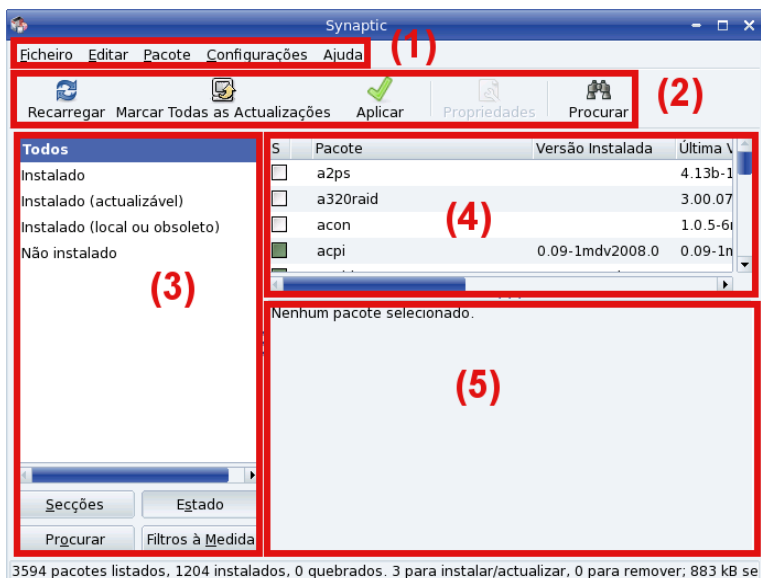 Synaptic
Ficheiro Editar Pacote Configurações Ajuda
(1)
Recarregar Marcar Todas as Actualizações Aplicar Propriedades Procurar
(2)
Todos
Instalado
Instalado (actualizável)
Instalado (local ou obsoleto)
Não instalado
(3)
Secções Estado
Procurar Filtros à Medida
S Pacote Versão Instalada Última V
a2ps 4.13b-1
a320raid 3.00.07
acon 1.0.5-6
acpi 0.09-1mdv2008.0 0.09-1m
(4)
Nenhum pacote selecionado.
(5)
3594 pacotes listados, 1204 instalados, 0 quebrados. 3 para instalar/actualizar, 0 para remover; 883 kB se